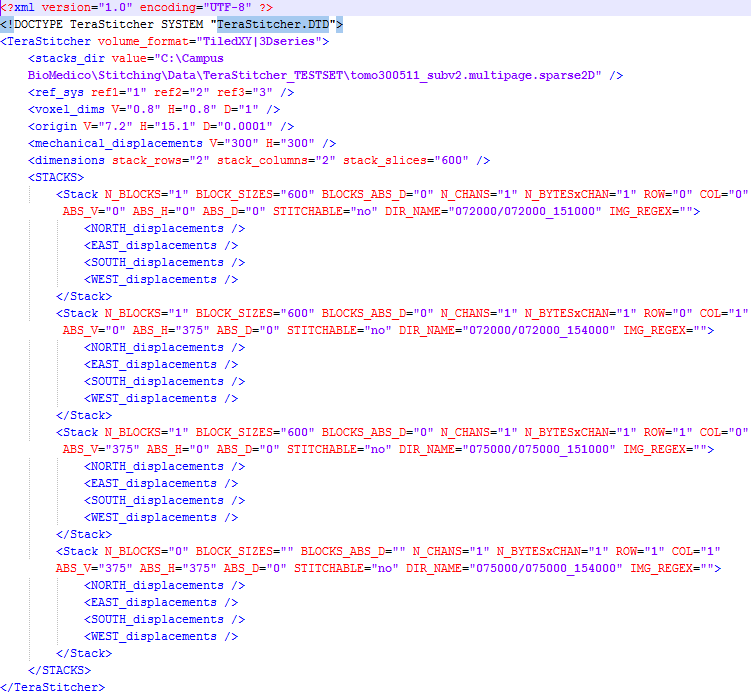 <?xml version="1.0" encoding="UTF-8" ?>
<!DOCTYPE TeraStitcher SYSTEM "TeraStitcher.DTD">
<TeraStitcher volume_format="TiledXY|3Dseries">
<stacks_dir value="C:\Campus
BioMedico\Stitching\Data\TeraStitcher_TESTSET\tomo300511_subv2.multipage.sparse2D" />
<ref_sys ref1="1" ref2="2" ref3="3" />
<voxel_dims V="0.8" H="0.8" D="1" />
<origin V="7.2" H="15.1" D="0.0001" />
<mechanical_displacements V="300" H="300" />
<dimensions stack_rows="2" stack_columns="2" stack_slices="600" />
<STACKS>
<Stack N_BLOCKS="1" BLOCK_SIZES="600" BLOCKS_ABS_D="0" N_CHANS="1" N_BYTESxCHAN="1" ROW="0" COL="0"
ABS_V="0" ABS_H="0" ABS_D="0" STITCHABLE="no" DIR_NAME="072000/072000_151000" IMG_REGEX="">
<NORTH_displacements />
<EAST_displacements />
<SOUTH_displacements />
<WEST_displacements />
</Stack>
<Stack N_BLOCKS="1" BLOCK_SIZES="600" BLOCKS_ABS_D="0" N_CHANS="1" N_BYTESxCHAN="1" ROW="0" COL="1"
ABS_V="0" ABS_H="375" ABS_D="0" STITCHABLE="no" DIR_NAME="072000/072000_154000" IMG_REGEX="">
<NORTH_displacements />
<EAST_displacements />
<SOUTH_displacements />
<WEST_displacements />
</Stack>
<Stack N_BLOCKS="1" BLOCK_SIZES="600" BLOCKS_ABS_D="0" N_CHANS="1" N_BYTESxCHAN="1" ROW="1" COL="0"
ABS_V="375" ABS_H="0" ABS_D="0" STITCHABLE="no" DIR_NAME="075000/075000_151000" IMG_REGEX="">
<NORTH_displacements />
<EAST_displacements />
<SOUTH_displacements />
<WEST_displacements />
</Stack>
<Stack N_BLOCKS="0" BLOCK_SIZES="" BLOCKS_ABS_D="" N_CHANS="1" N_BYTESxCHAN="1" ROW="1" COL="1"
ABS_V="375" ABS_H="375" ABS_D="0" STITCHABLE="no" DIR_NAME="075000/075000_154000" IMG_REGEX="">
<NORTH_displacements />
<EAST_displacements />
<SOUTH_displacements />
<WEST_displacements />
</Stack>
</STACKS>
</TeraStitcher>